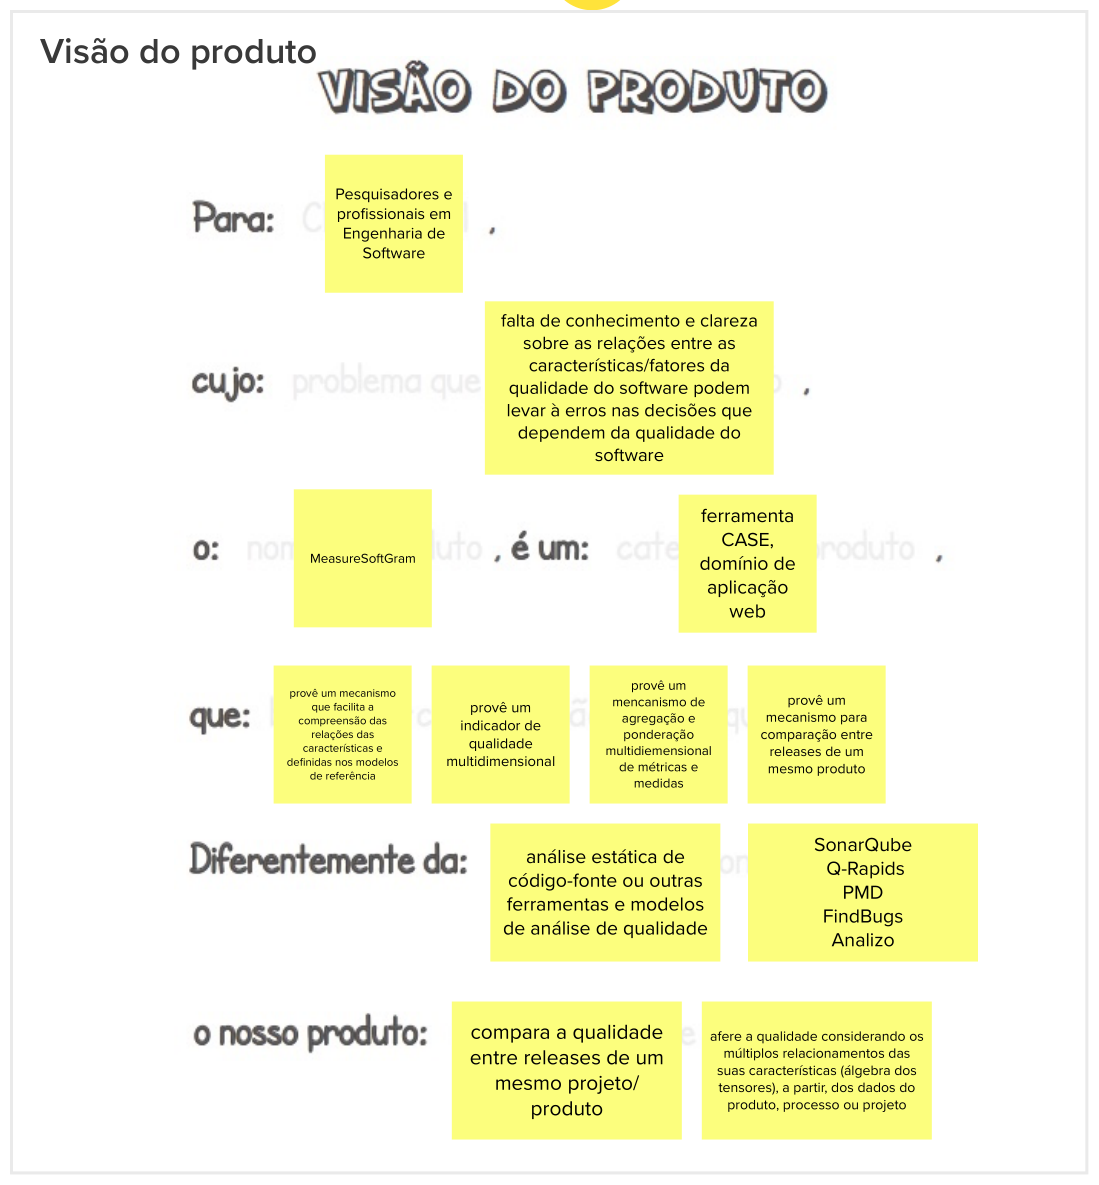 Visão do produto
VISÃO DO PRODUTO
Para:
Pesquisadores e
profissionais em
Engenharia de
Software
,
cujo: problema que
falta de conhecimento e clareza
sobre as relações entre as
características/fatores da
qualidade do software podem
levar à erros nas decisões que
dependem da qualidade do
software
,
o:
MeasureSoftGram
, é um:
ferramenta
CASE,
domínio de
aplicação
web
,
que:
provê um mecanismo
que facilita a
compreensão das
relações das
características e
definidas nos modelos
de referência
provê um
indicador de
qualidade
multidimensional
provê um
mencanismo de
agregação e
ponderação
multidiemensional
de métricas e
medidas
provê um
mecanismo para
comparação entre
releases de um
mesmo produto
Diferentemente da:
análise estática de
código-fonte ou outras
ferramentas e modelos
de análise de qualidade
SonarQube
Q-Rapids
PMD
FindBugs
Analizo
o nosso produto:
compara a qualidade
entre releases de um
mesmo projeto/
produto
afere a qualidade considerando os
múltiplos relacionamentos das
suas características (álgebra dos
tensores), a partir, dos dados do
produto, processo ou projeto